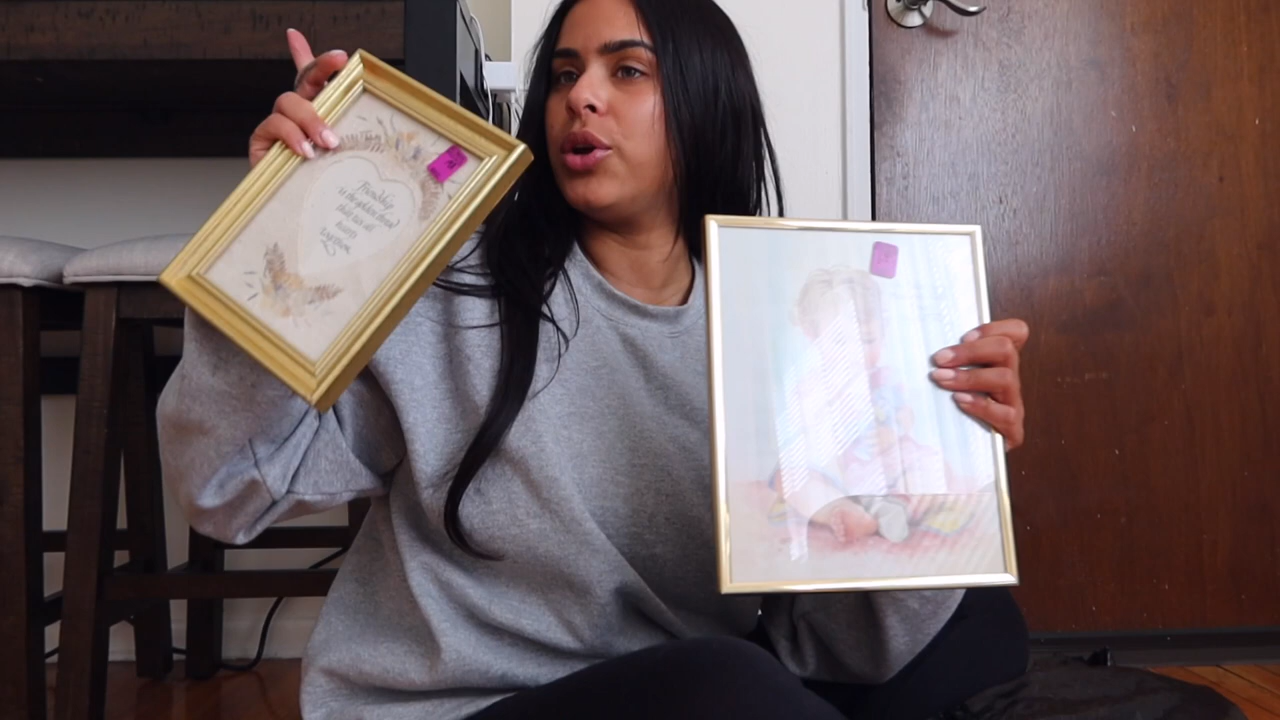 Friendship
is the golden thread
that ties all
hearts
together.